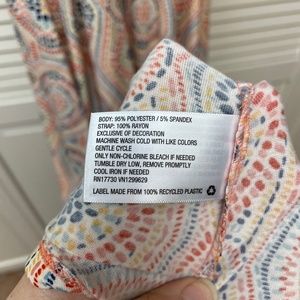 BODY: 95% POLYESTER / 5% SPANDEX
STRAP: 100% RAYON
EXCLUSIVE OF DECORATION
MACHINE WASH COLD WITH LIKE COLORS
GENTLE CYCLE
ONLY NON-CHLORINE BLEACH IF NEEDED
TUMBLE DRY LOW, REMOVE PROMPTLY
COOL IRON IF NEEDED
RN17730 VN1299629
LABEL MADE FROM 100% RECYCLED PLASTIC